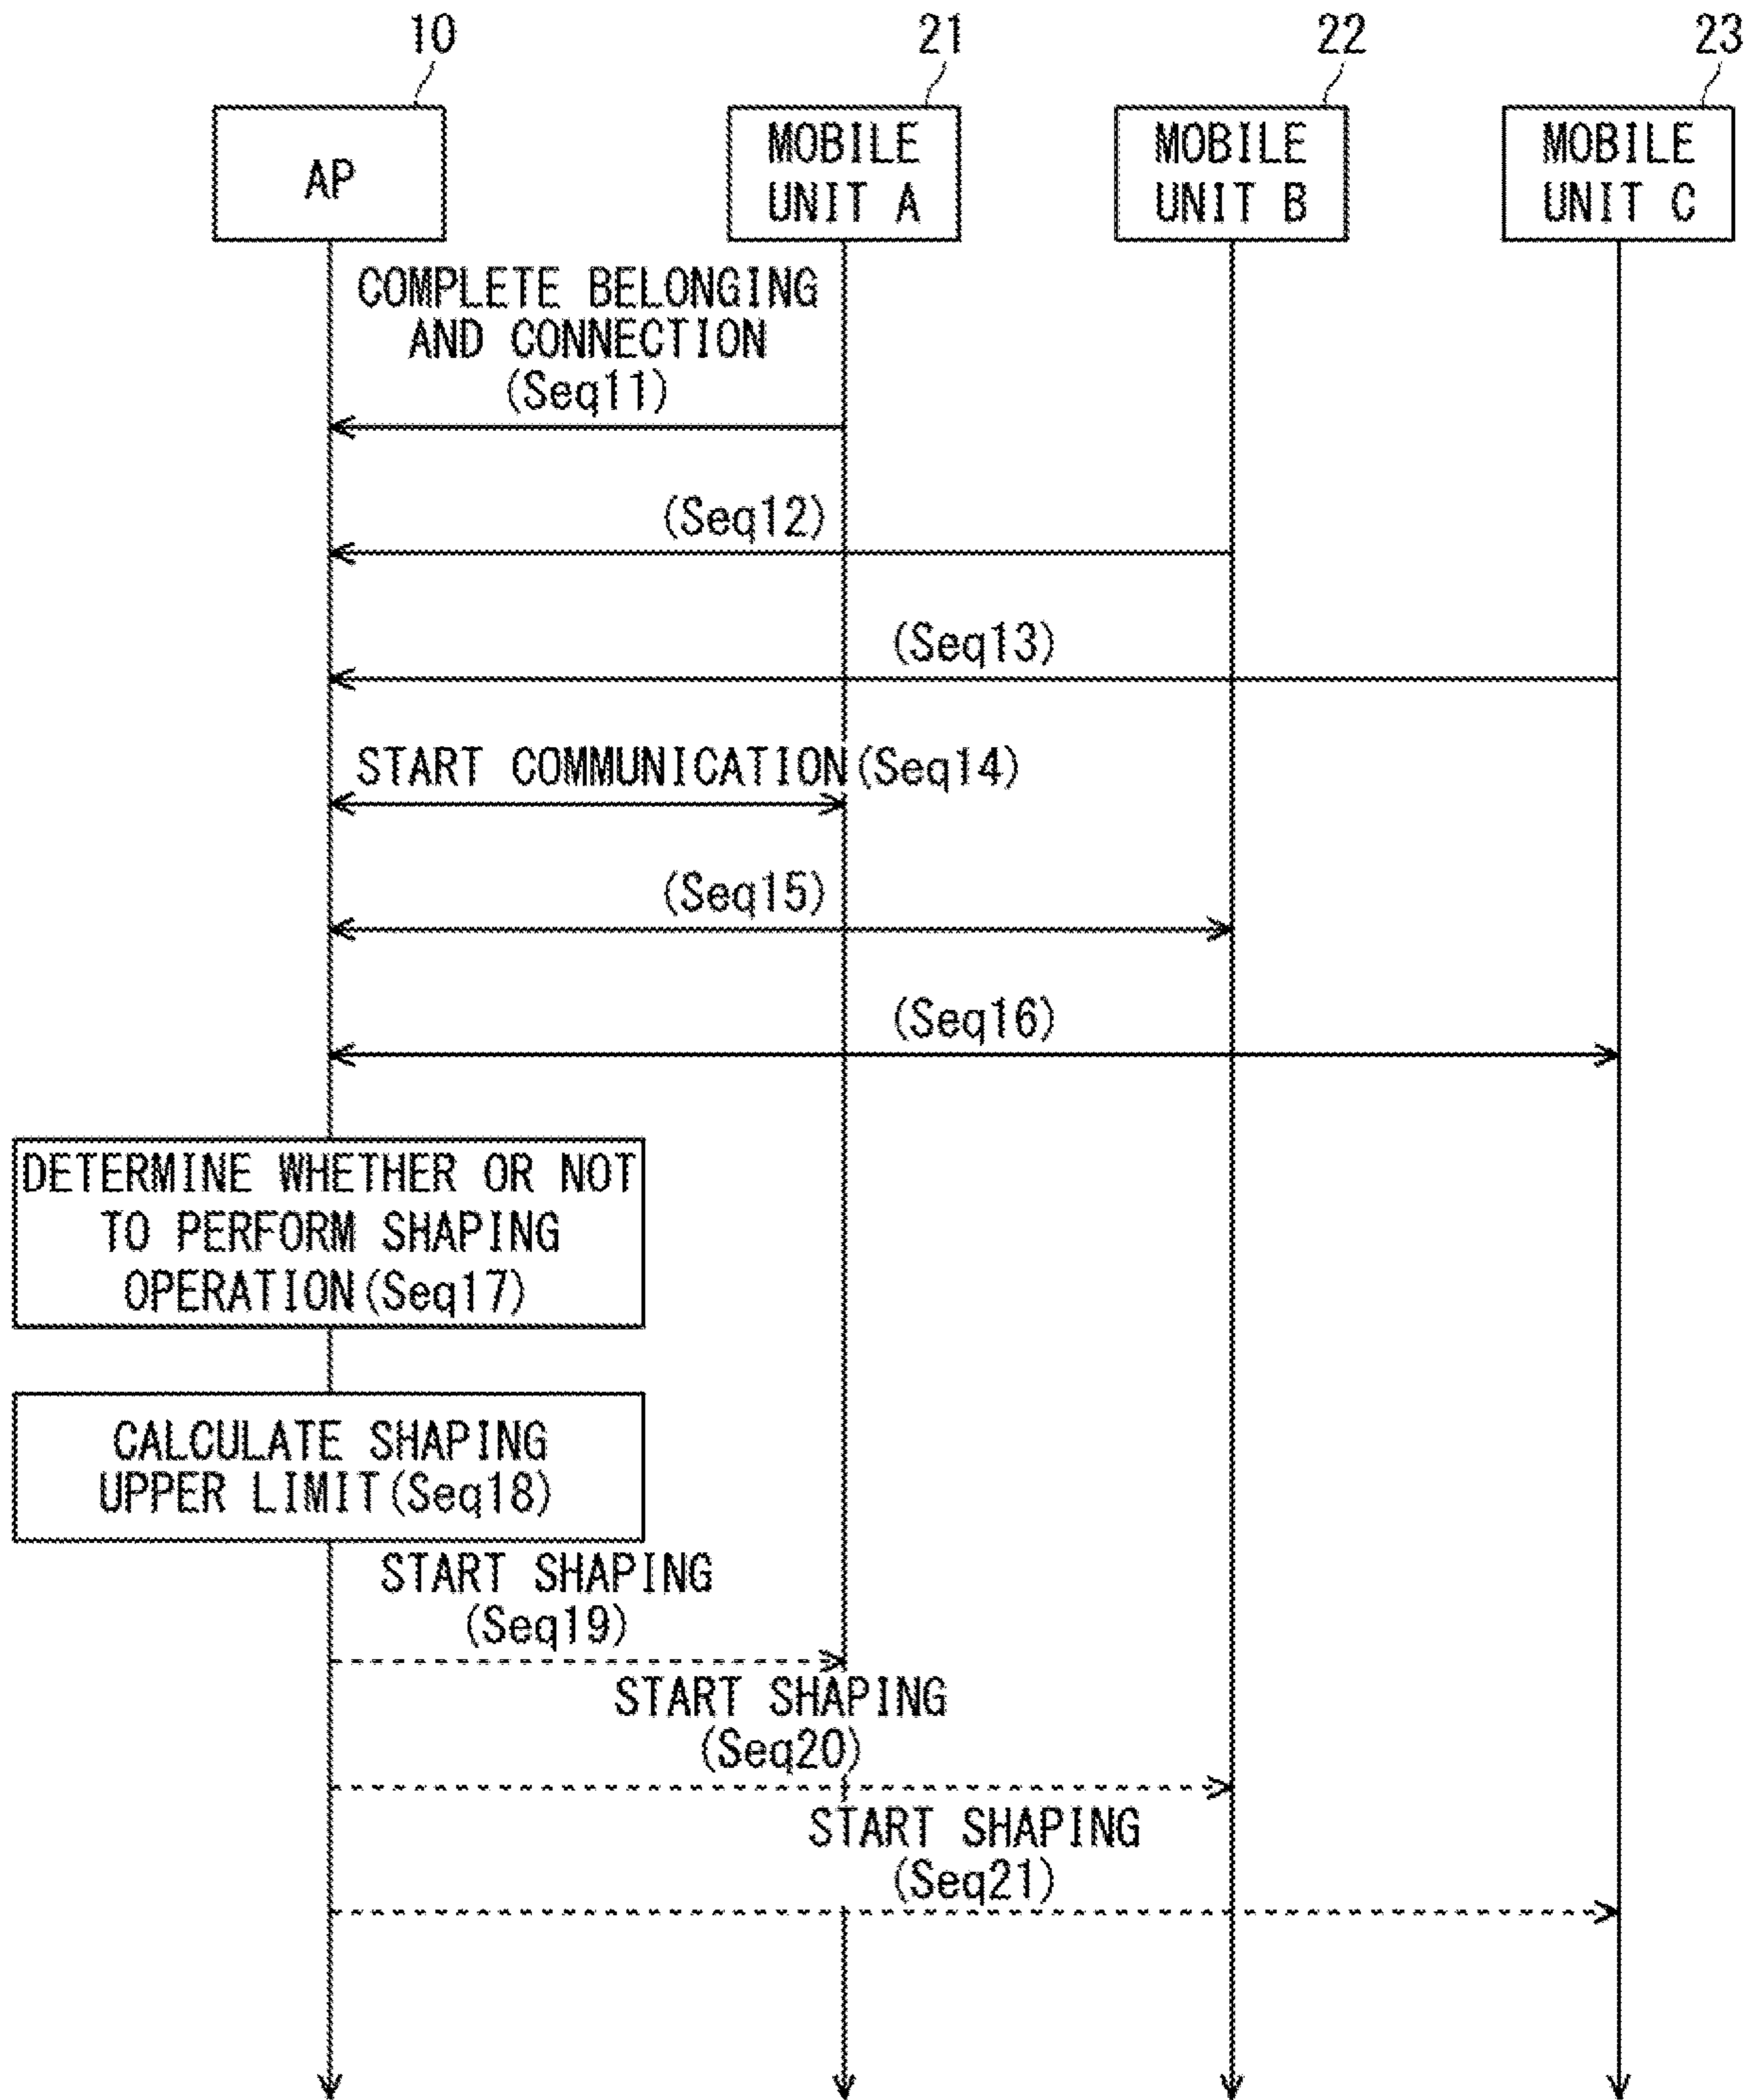 10
21
22
23
AP
MOBILE
UNIT A
MOBILE
UNIT B
MOBILE
UNIT C
COMPLETE BELONGING
AND CONNECTION
(Seq11)
(Seq12)
(Seq13)
START COMMUNICATION(Seq14)
(Seq15)
(Seq16)
DETERMINE WHETHER OR NOT
TO PERFORM SHAPING
OPERATION(Seq17)
CALCULATE SHAPING
UPPER LIMIT(Seq18)
START SHAPING
(Seq19)
START SHAPING
(Seq20)
START SHAPING
(Seq21)